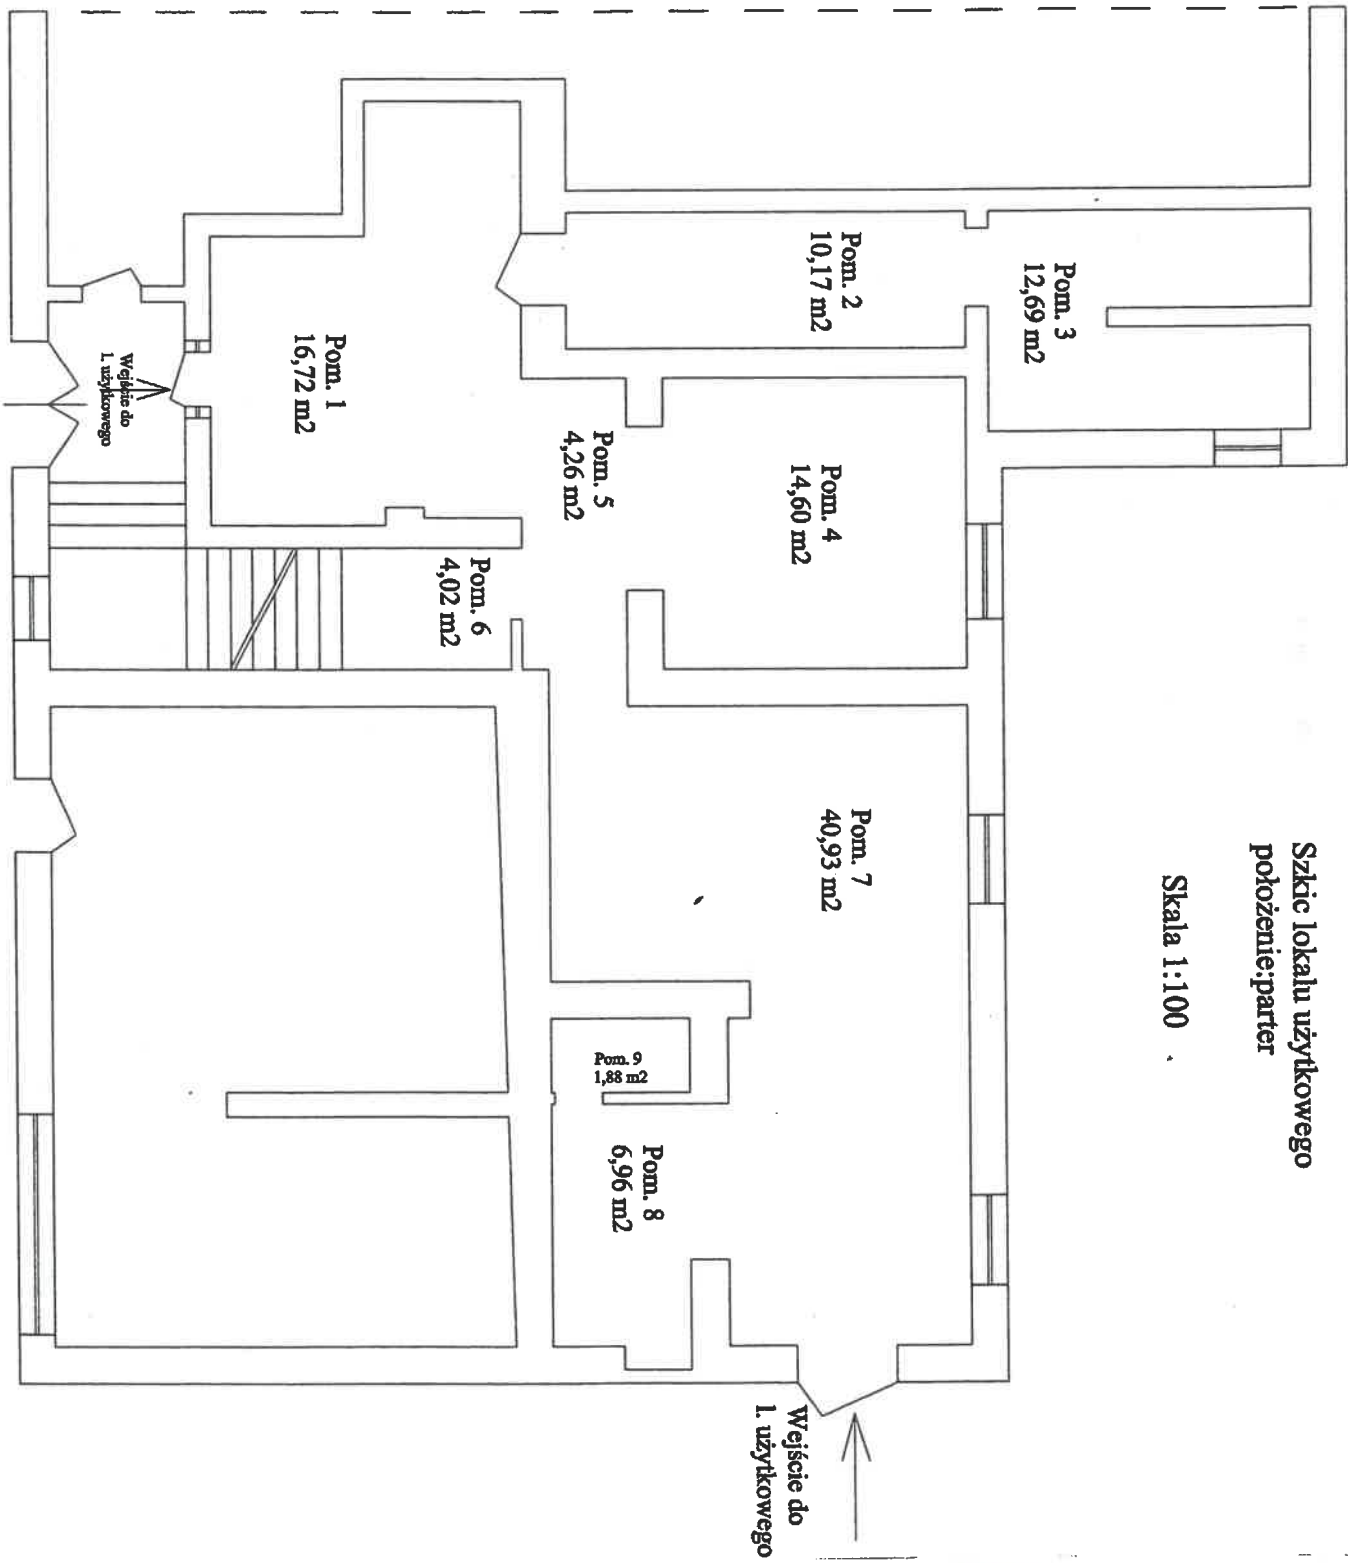 Szkic lokalu użytkowego
położenie:parter
Skala 1:100
Pom. 3
12,69 m2
Pom. 2
10,17 m2
Pom. 4
14,60 m2
Pom. 7
40,93 m2
Pom. 5
4,26 m2
Pom. 1
16,72 m2
Pom. 6
4,02 m2
Pom. 9
1,88 m2
Pom. 8
6,96 m2
Wejście do
l. użytkowego
Wejście do
l. użytkowego